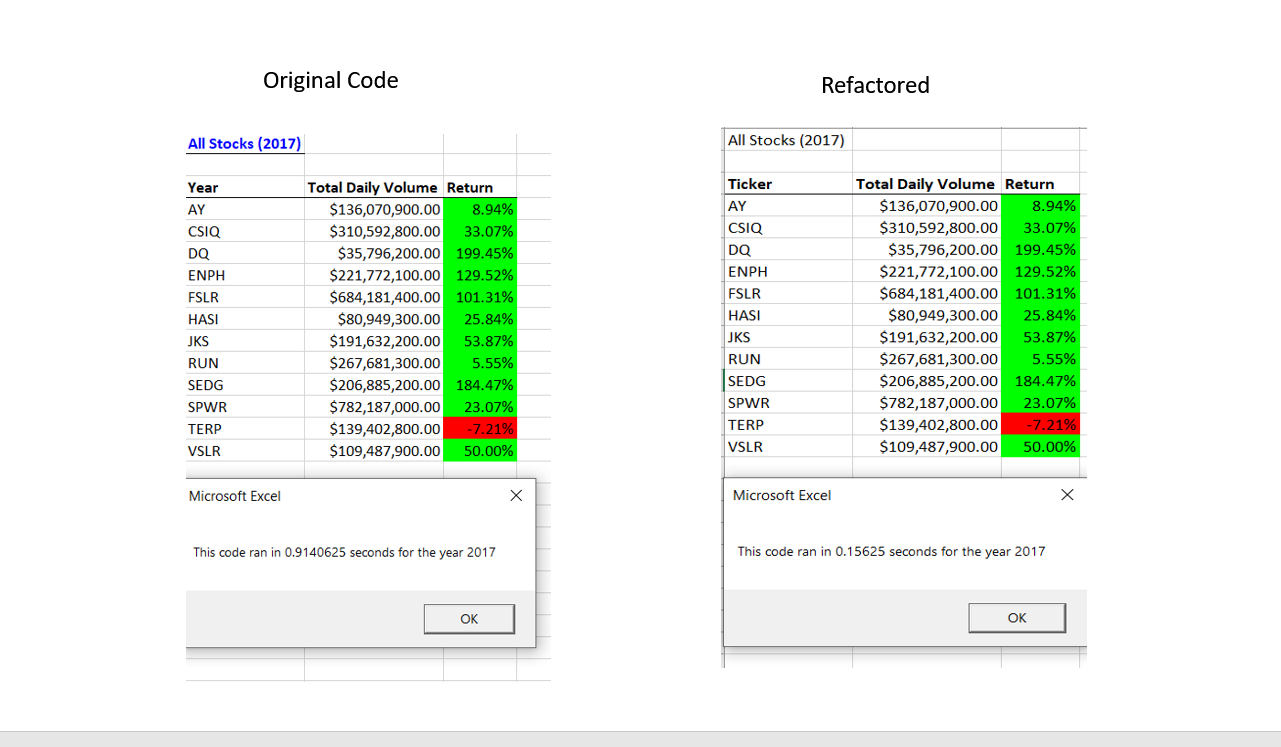 Original Code
All Stocks (2017)
Year Total Daily Volume Return
AY $136,070,900.00 8.94%
CSIQ $310,592,800.00 33.07%
DQ $35,796,200.00 199.45%
ENPH $221,772,100.00 129.52%
FSLR $684,181,400.00 101.31%
HASI $80,949,300.00 25.84%
JKS $191,632,200.00 53.87%
RUN $267,681,300.00 5.55%
SEDG $206,885,200.00 184.47%
SPWR $782,187,000.00 23.07%
TERP $139,402,800.00 -7.21%
VSLR $109,487,900.00 50.00%
Microsoft Excel
This code ran in 0.9140625 seconds for the year 2017
OK
Refactored
All Stocks (2017)
Ticker Total Daily Volume Return
AY $136,070,900.00 8.94%
CSIQ $310,592,800.00 33.07%
DQ $35,796,200.00 199.45%
ENPH $221,772,100.00 129.52%
FSLR $684,181,400.00 101.31%
HASI $80,949,300.00 25.84%
JKS $191,632,200.00 53.87%
RUN $267,681,300.00 5.55%
SEDG $206,885,200.00 184.47%
SPWR $782,187,000.00 23.07%
TERP $139,402,800.00 -7.21%
VSLR $109,487,900.00 50.00%
Microsoft Excel
This code ran in 0.15625 seconds for the year 2017
OK